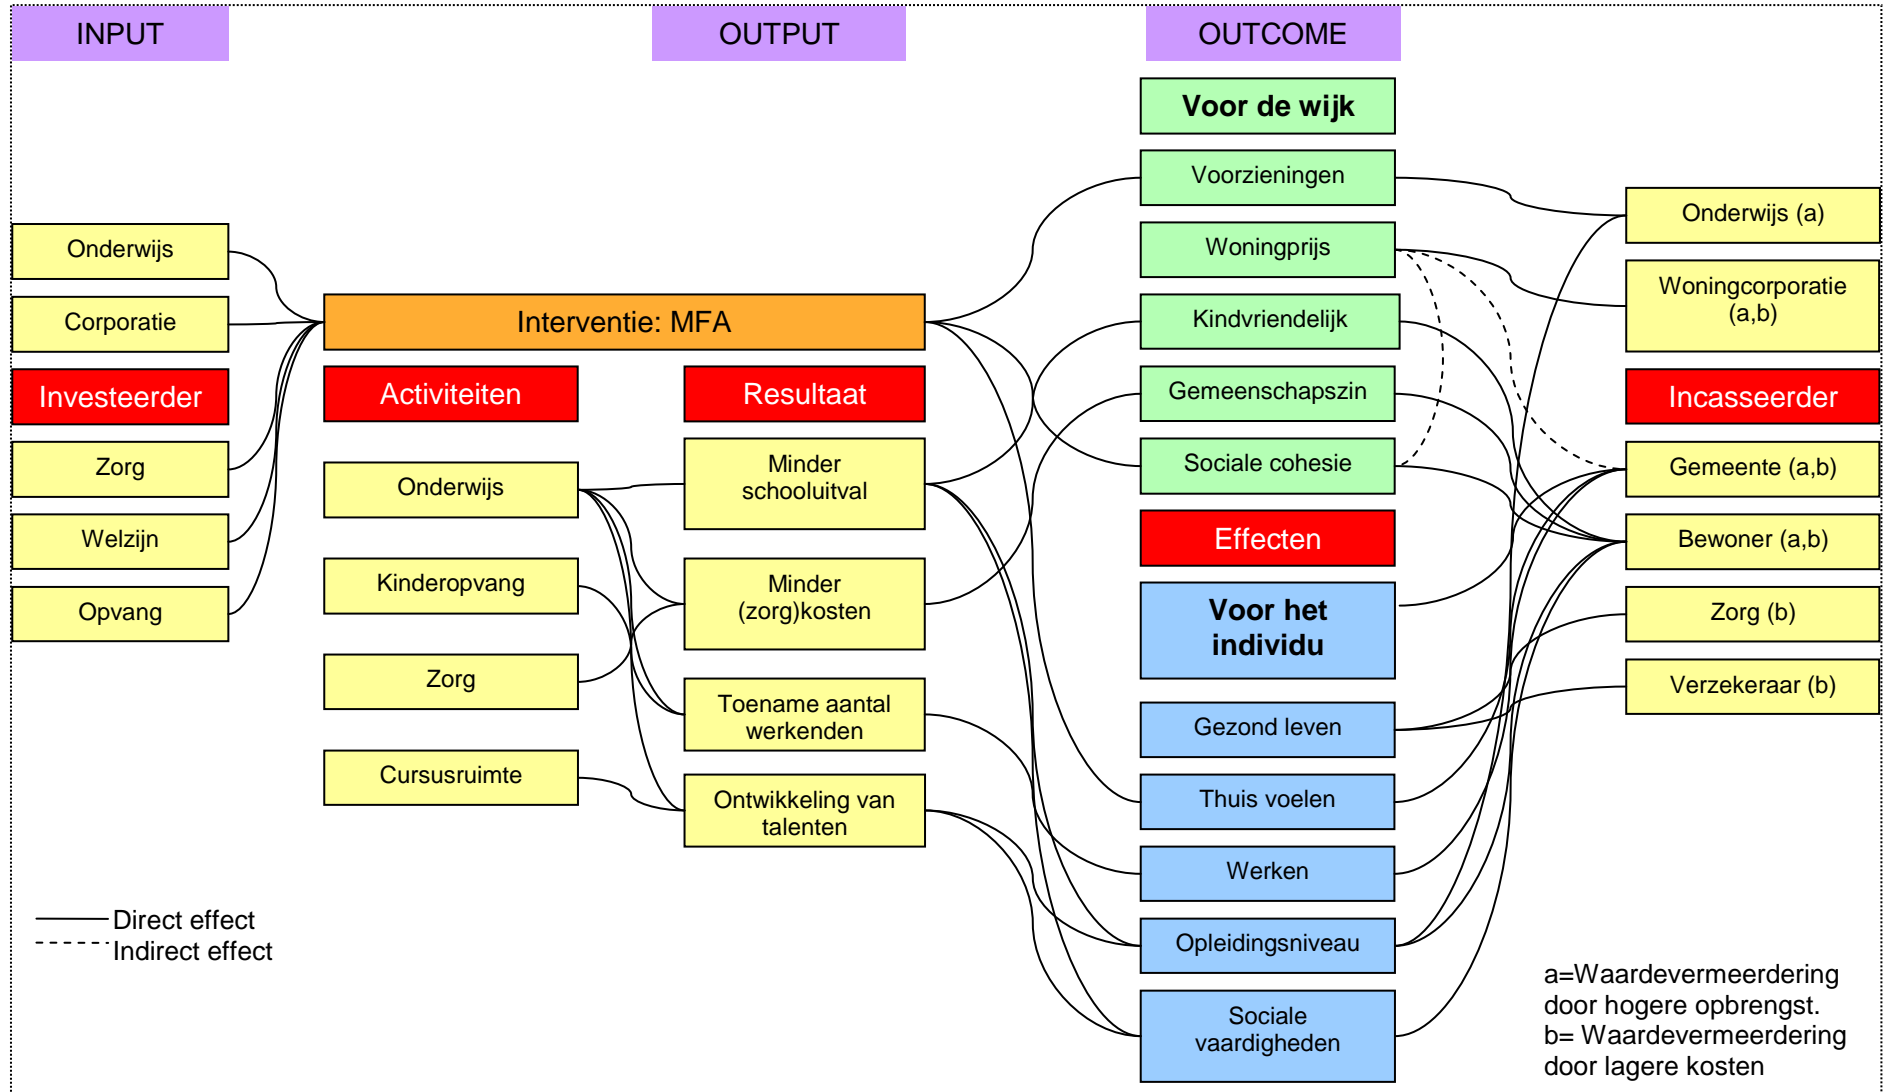 INPUT
OUTPUT
OUTCOME
Onderwijs
Corporatie
Investeerder
Zorg
Welzijn
Opvang
Interventie: MFA
Activiteiten
Onderwijs
Kinderopvang
Zorg
Cursusruimte
Resultaat
Minder
schooluitval
Minder
(zorg)kosten
Toename aantal
werkenden
Ontwikkeling van
talenten
Voor de wijk
Voorzieningen
Woningprijs
Kindvriendelijk
Gemeenschapszin
Sociale cohesie
Effecten
Voor het
individu
Gezond leven
Thuis voelen
Werken
Opleidingsniveau
Sociale
vaardigheden
Onderwijs (a)
Woningcorporatie
(a,b)
Incasseerder
Gemeente (a,b)
Bewoner (a,b)
Zorg (b)
Verzekeraar (b)
Direct effect
Indirect effect
a=Waardevermeerdering
door hogere opbrengst.
b= Waardevermeerdering
door lagere kosten